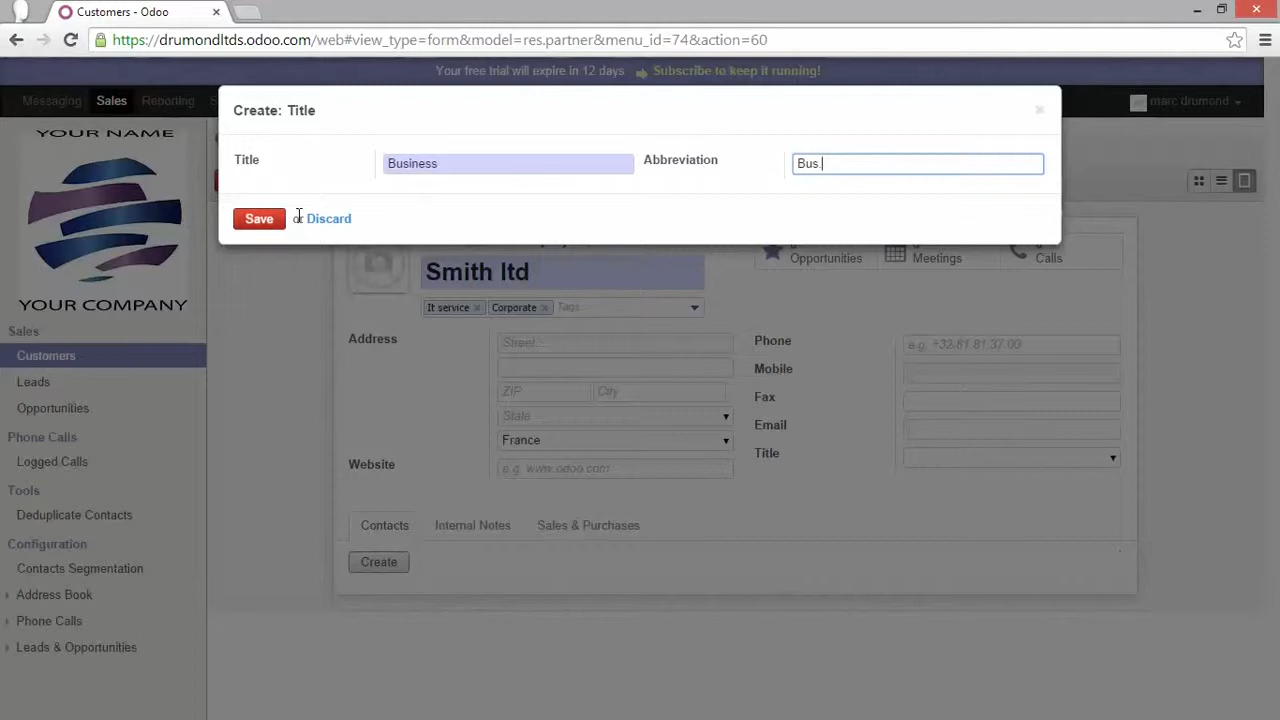 Customers - Odoo
https://drumondltds.odoo.com/web#view_type=form&model=res.partner&menu_id=74&action=60
Your free trial will expire in 12 days Subscribe to keep it running!
Messaging Sales Reporting marc drumond
Create: Title
Title Business Abbreviation Bus.
Save or Discard
YOUR NAME
YOUR COMPANY
Opportunities Meetings Calls
Smith ltd
It service Corporate Tags...
Address Street... Phone e.g. +32.81.81.37.00
Mobile
ZIP City Fax
State Email
France Title
Website e.g. www.odoo.com
Contacts Internal Notes Sales & Purchases
Create
Sales
Customers
Leads
Opportunities
Phone Calls
Logged Calls
Tools
Deduplicate Contacts
Configuration
Contacts Segmentation
Address Book
Phone Calls
Leads & Opportunities